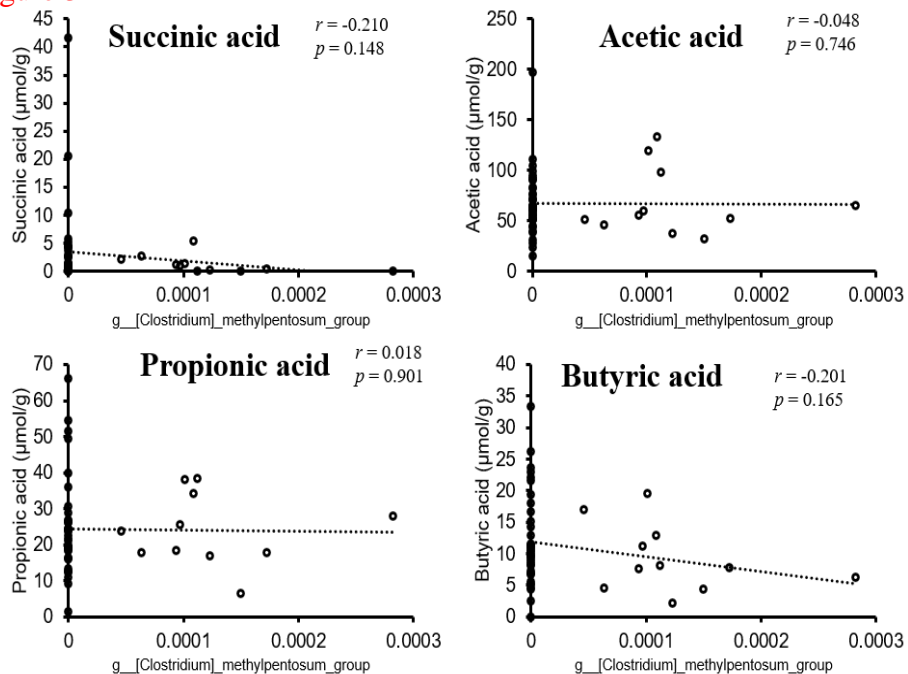 Succinic acid
r = -0.210
p = 0.148
Succinic acid (μmol/g)
45
40
35
30
25
20
15
10
5
0
0 0.0001 0.0002 0.0003
g__[Clostridium]_methylpentosum_group
Acetic acid
r = -0.048
p = 0.746
Acetic acid (μmol/g)
250
200
150
100
50
0
0 0.0001 0.0002 0.0003
g__[Clostridium]_methylpentosum_group
Propionic acid
r = 0.018
p = 0.901
Propionic acid (μmol/g)
70
60
50
40
30
20
10
0
0 0.0001 0.0002 0.0003
g__[Clostridium]_methylpentosum_group
Butyric acid
r = -0.201
p = 0.165
Butyric acid (μmol/g)
40
35
30
25
20
15
10
5
0
0 0.0001 0.0002 0.0003
g__[Clostridium]_methylpentosum_group